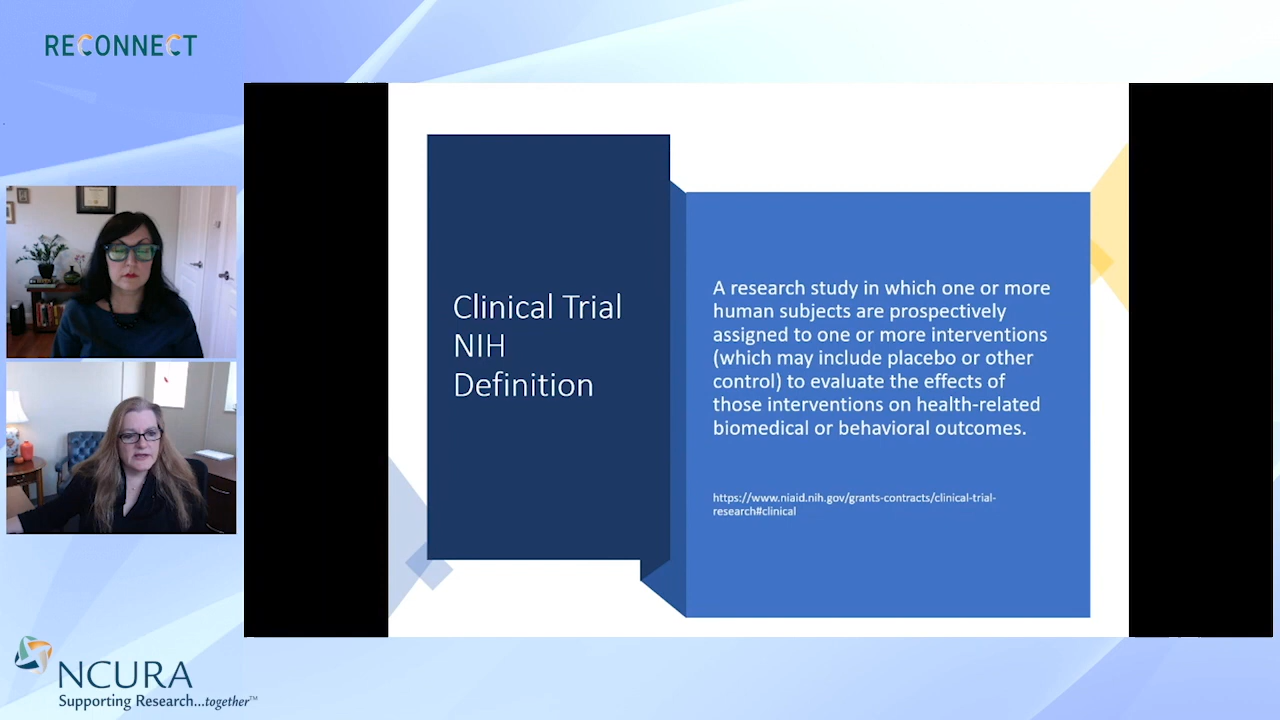 RECONNECT
Clinical Trial
NIH
Definition
A research study in which one or more
human subjects are prospectively
assigned to one or more interventions
(which may include placebo or other
control) to evaluate the effects of
those interventions on health-related
biomedical or behavioral outcomes.
https://www.niaid.nih.gov/grants-contracts/clinical-trial-
research#clinical
NCURA
Supporting Research...together™